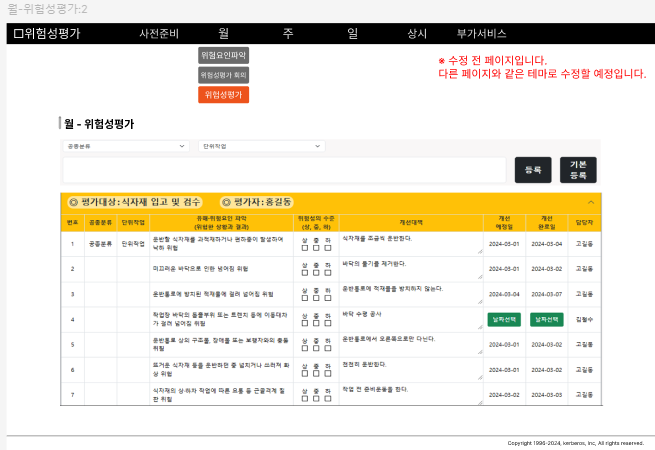 월-위험성평가:2
위험성평가 사전준비 월 주 일 상시 부가서비스
위험요인파악
위험성평가 회의
위험성평가
※ 수정 전 페이지입니다.
다른 페이지와 같은 테마로 수정할 예정입니다.
월 - 위험성평가
공종분류 단위작업
등록 기본
등록
◎ 평가대상:식자재 입고 및 검수 ◎ 평가자:홍길동
번호 공종분류 단위작업 유해·위험요인 파악
(위험한 상황과 결과) 위험성의 수준
(상, 중, 하) 개선대책 개선
예정일 개선
완료일 담당자
1 공종분류 단위작업 운반할 식자재를 과적재하거나 편하중이 발생하여
낙하 위험 상 중 하 식자재를 조금씩 운반한다. 2024-03-01 2024-03-04 고길동
2 미끄러운 바닥으로 인한 넘어짐 위험 상 중 하 바닥의 물기를 제거한다. 2024-03-01 2024-03-02 고길동
3 운반통로에 방치된 적재물에 걸려 넘어짐 위험 상 중 하 운반통로에 적재물을 방치하지 않는다. 2024-03-04 2024-03-07 고길동
4 작업장 바닥의 돌출부위 또는 트렌치 등에 이동대차
가 걸려 넘어짐 위험 상 중 하 바닥 수평 공사 날짜선택 날짜선택 김철수
5 운반통로 상의 구조물, 장애물 또는 보행자와의 충돌
위험 상 중 하 운반통로에서 오른쪽으로만 다닌다. 2024-03-01 2024-03-02 고길동
6 뜨거운 식자재 등을 운반하던 중 넘치거나 쓰러져 화
상 위험 상 중 하 천천히 운반한다. 2024-03-01 2024-03-02 고길동
7 식자재의 상·하차 작업에 따른 요통 등 근골격계 질
환 위험 상 중 하 작업 전 준비운동을 한다. 2024-03-02 2024-03-03 고길동
Copyright 1996-2024, kerberos, Inc, All rights reserved.